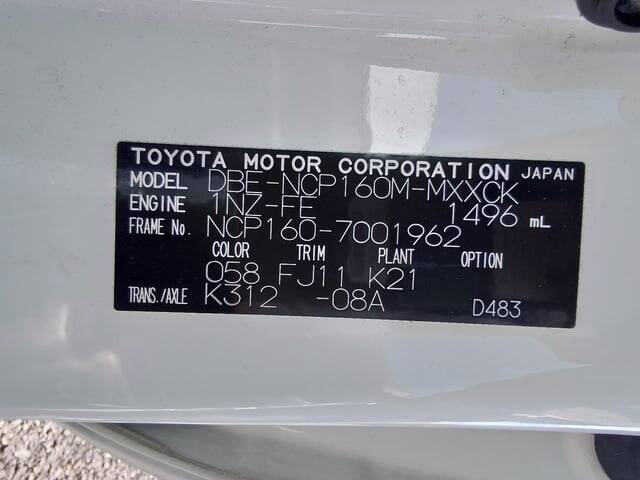 TOYOTA MOTOR CORPORATION JAPAN
MODEL DBE-NCP160M-MXXCK
ENGINE 1NZ-FE 1496 mL
FRAME No. NCP160-7001962
COLOR TRIM PLANT OPTION
058 FJ11 K21
TRANS./AXLE K312 -08A D483